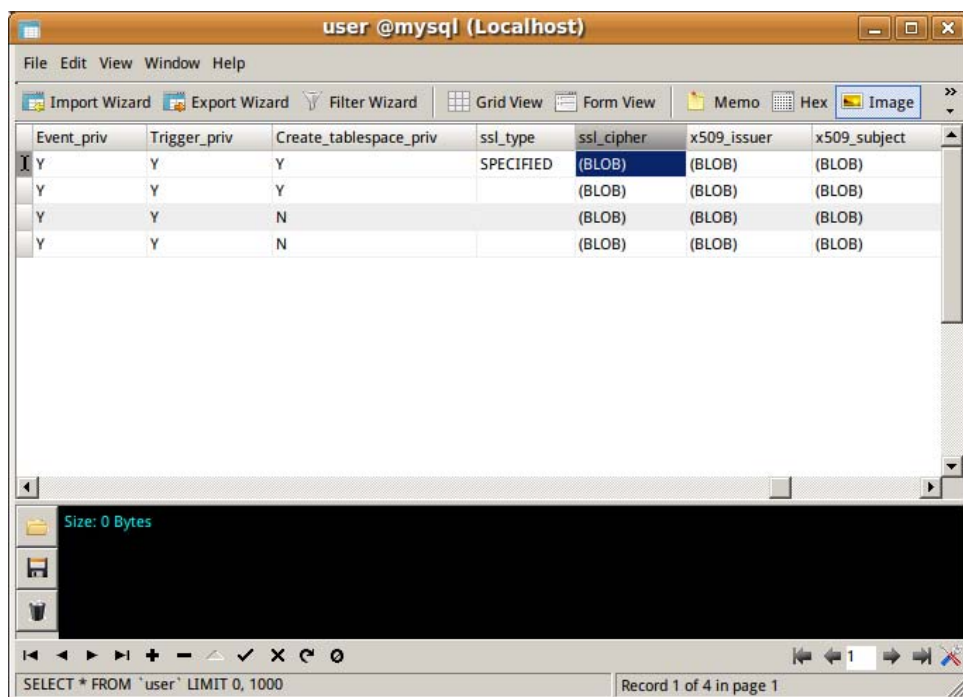 user @mysql (Localhost)
File Edit View Window Help
Import Wizard Export Wizard Filter Wizard Grid View Form View Memo Hex Image »
Event_priv Trigger_priv Create_tablespace_priv ssl_type ssl_cipher x509_issuer x509_subject
Y Y Y SPECIFIED (BLOB) (BLOB) (BLOB)
Y Y Y (BLOB) (BLOB) (BLOB)
Y Y N (BLOB) (BLOB) (BLOB)
Y Y N (BLOB) (BLOB) (BLOB)
Size: 0 Bytes
1
SELECT * FROM `user` LIMIT 0, 1000 Record 1 of 4 in page 1